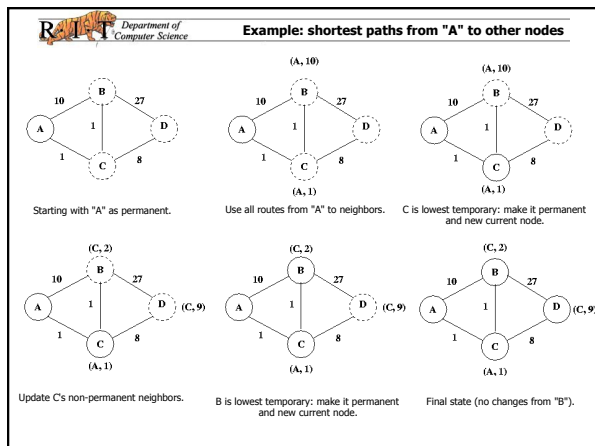 R I T Department of
Computer Science
Example: shortest paths from "A" to other nodes
B
10
27
A
1
D
1
8
C
Starting with "A" as permanent.
(A, 10)
B
10
27
A
1
D
1
8
C
(A, 1)
Use all routes from "A" to neighbors.
(A, 10)
B
10
27
A
1
D
1
8
C
(A, 1)
C is lowest temporary: make it permanent
and new current node.
(C, 2)
B
10
27
A
1
D
(C, 9)
1
8
C
(A, 1)
Update C's non-permanent neighbors.
(C, 2)
B
10
27
A
1
D
(C, 9)
1
8
C
(A, 1)
B is lowest temporary: make it permanent
and new current node.
(C, 2)
B
10
27
A
1
D
(C, 9)
1
8
C
(A, 1)
Final state (no changes from "B").